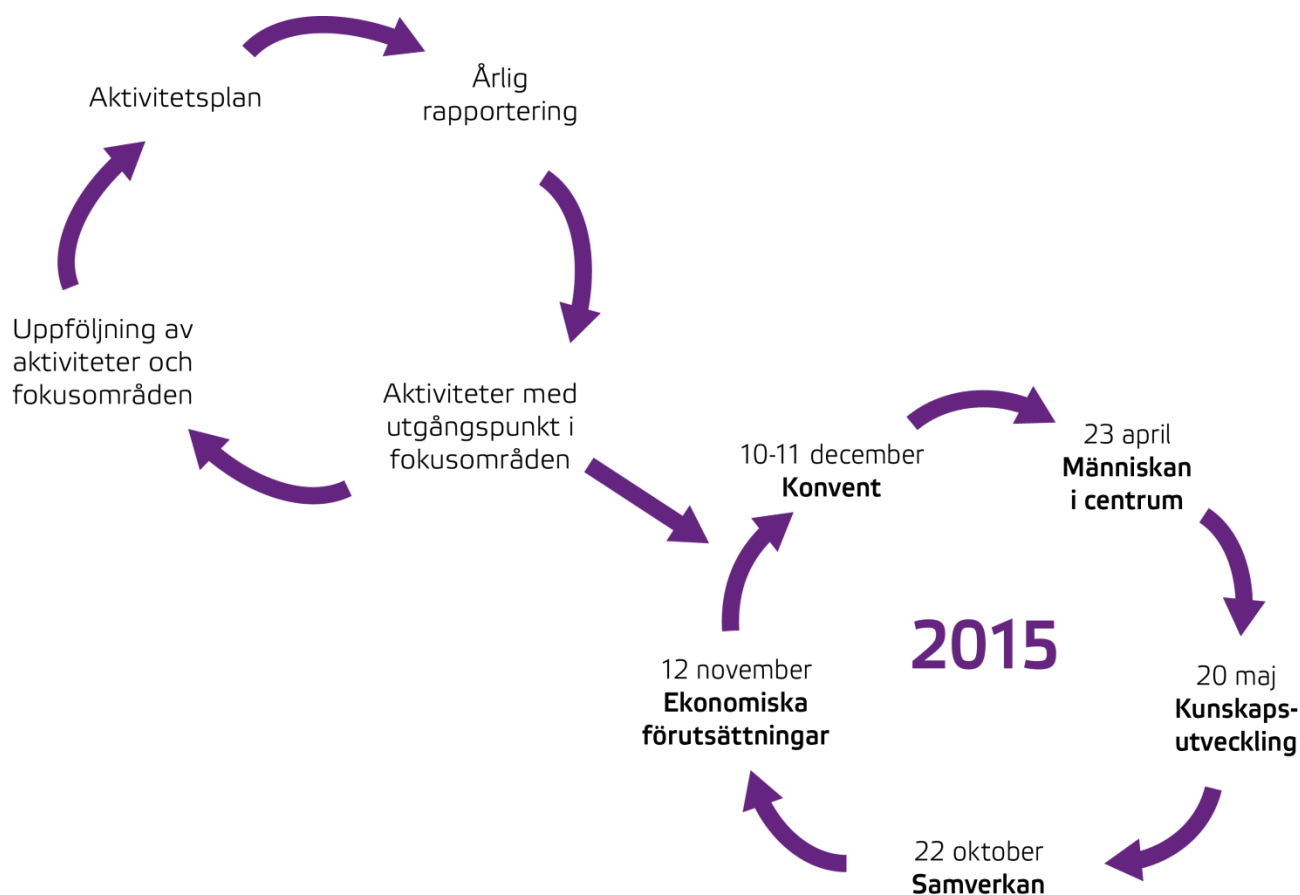 Aktivitetsplan
Årlig
rapportering
Uppföljning av
aktiviteter och
fokusområden
Aktiviteter med
utgångspunkt i
fokusområden
10-11 december
Konvent
23 april
Människan
i centrum
2015
12 november
Ekonomiska
förutsättningar
20 maj
Kunskaps-
utveckling
22 oktober
Samverkan